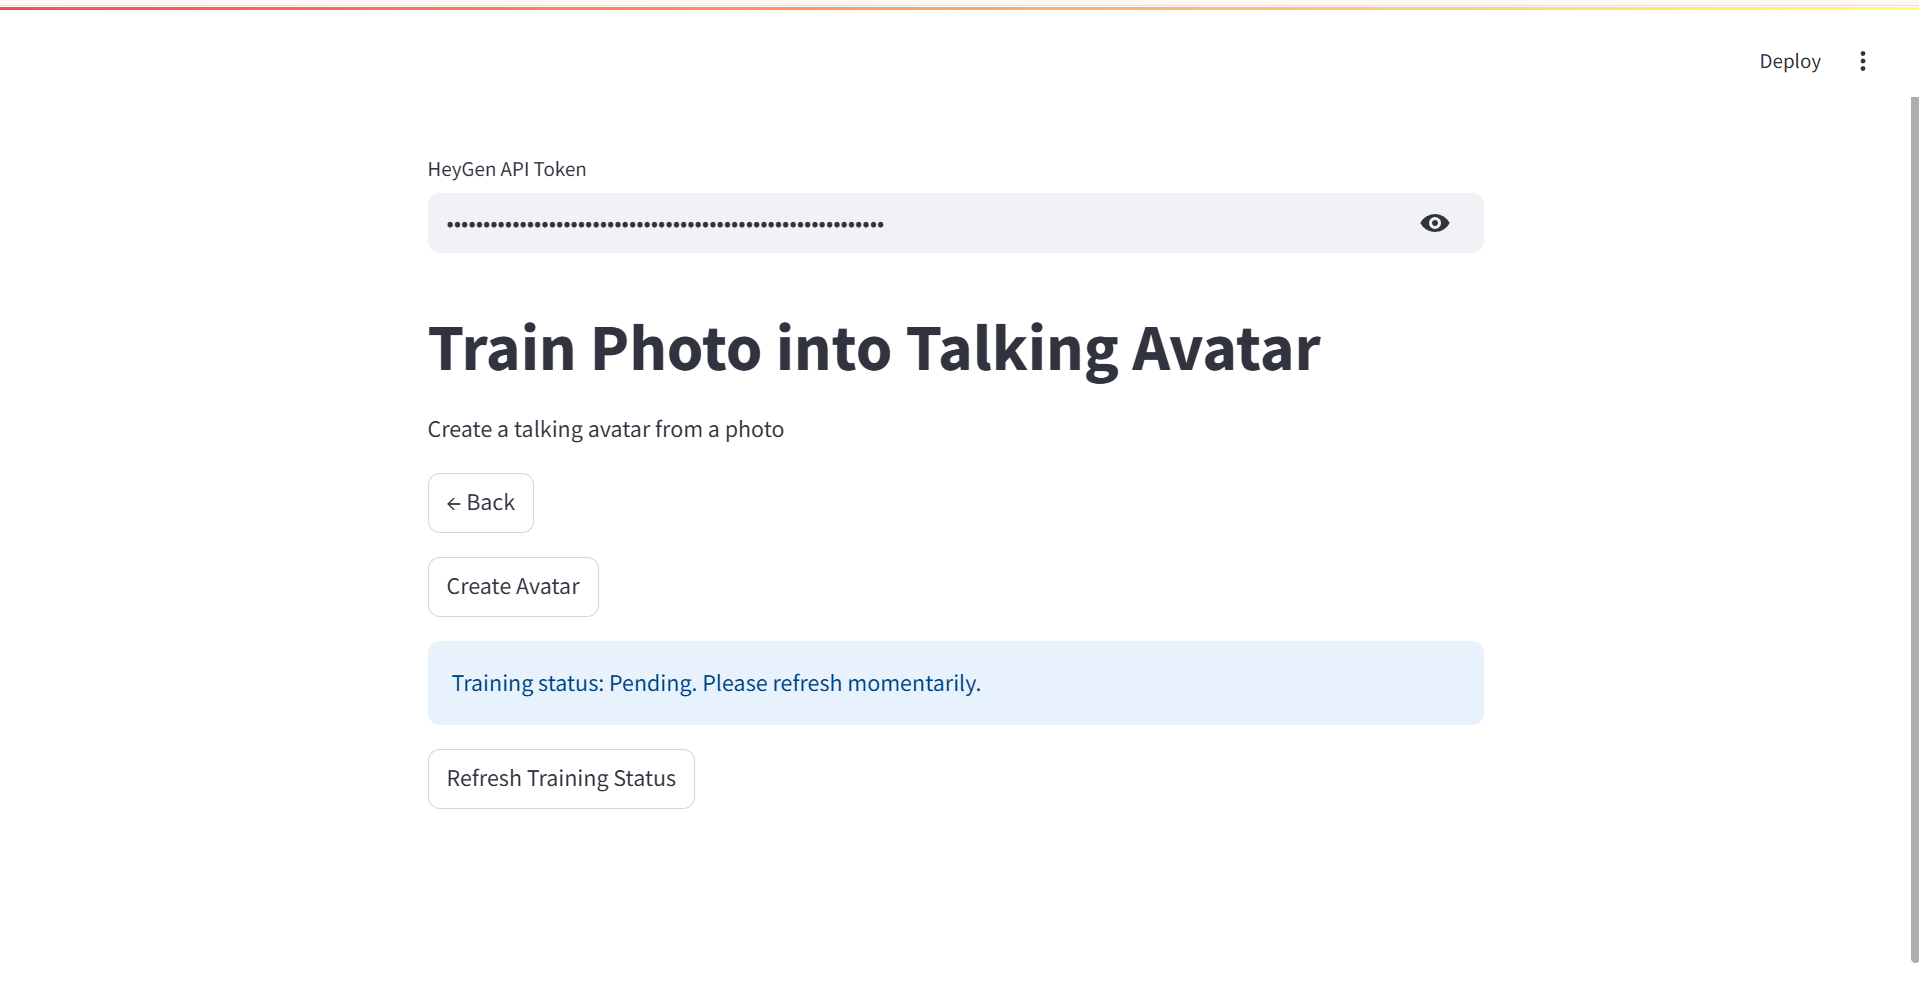 Deploy
HeyGen API Token
Train Photo into Talking Avatar
Create a talking avatar from a photo
← Back
Create Avatar
Training status: Pending. Please refresh momentarily.
Refresh Training Status